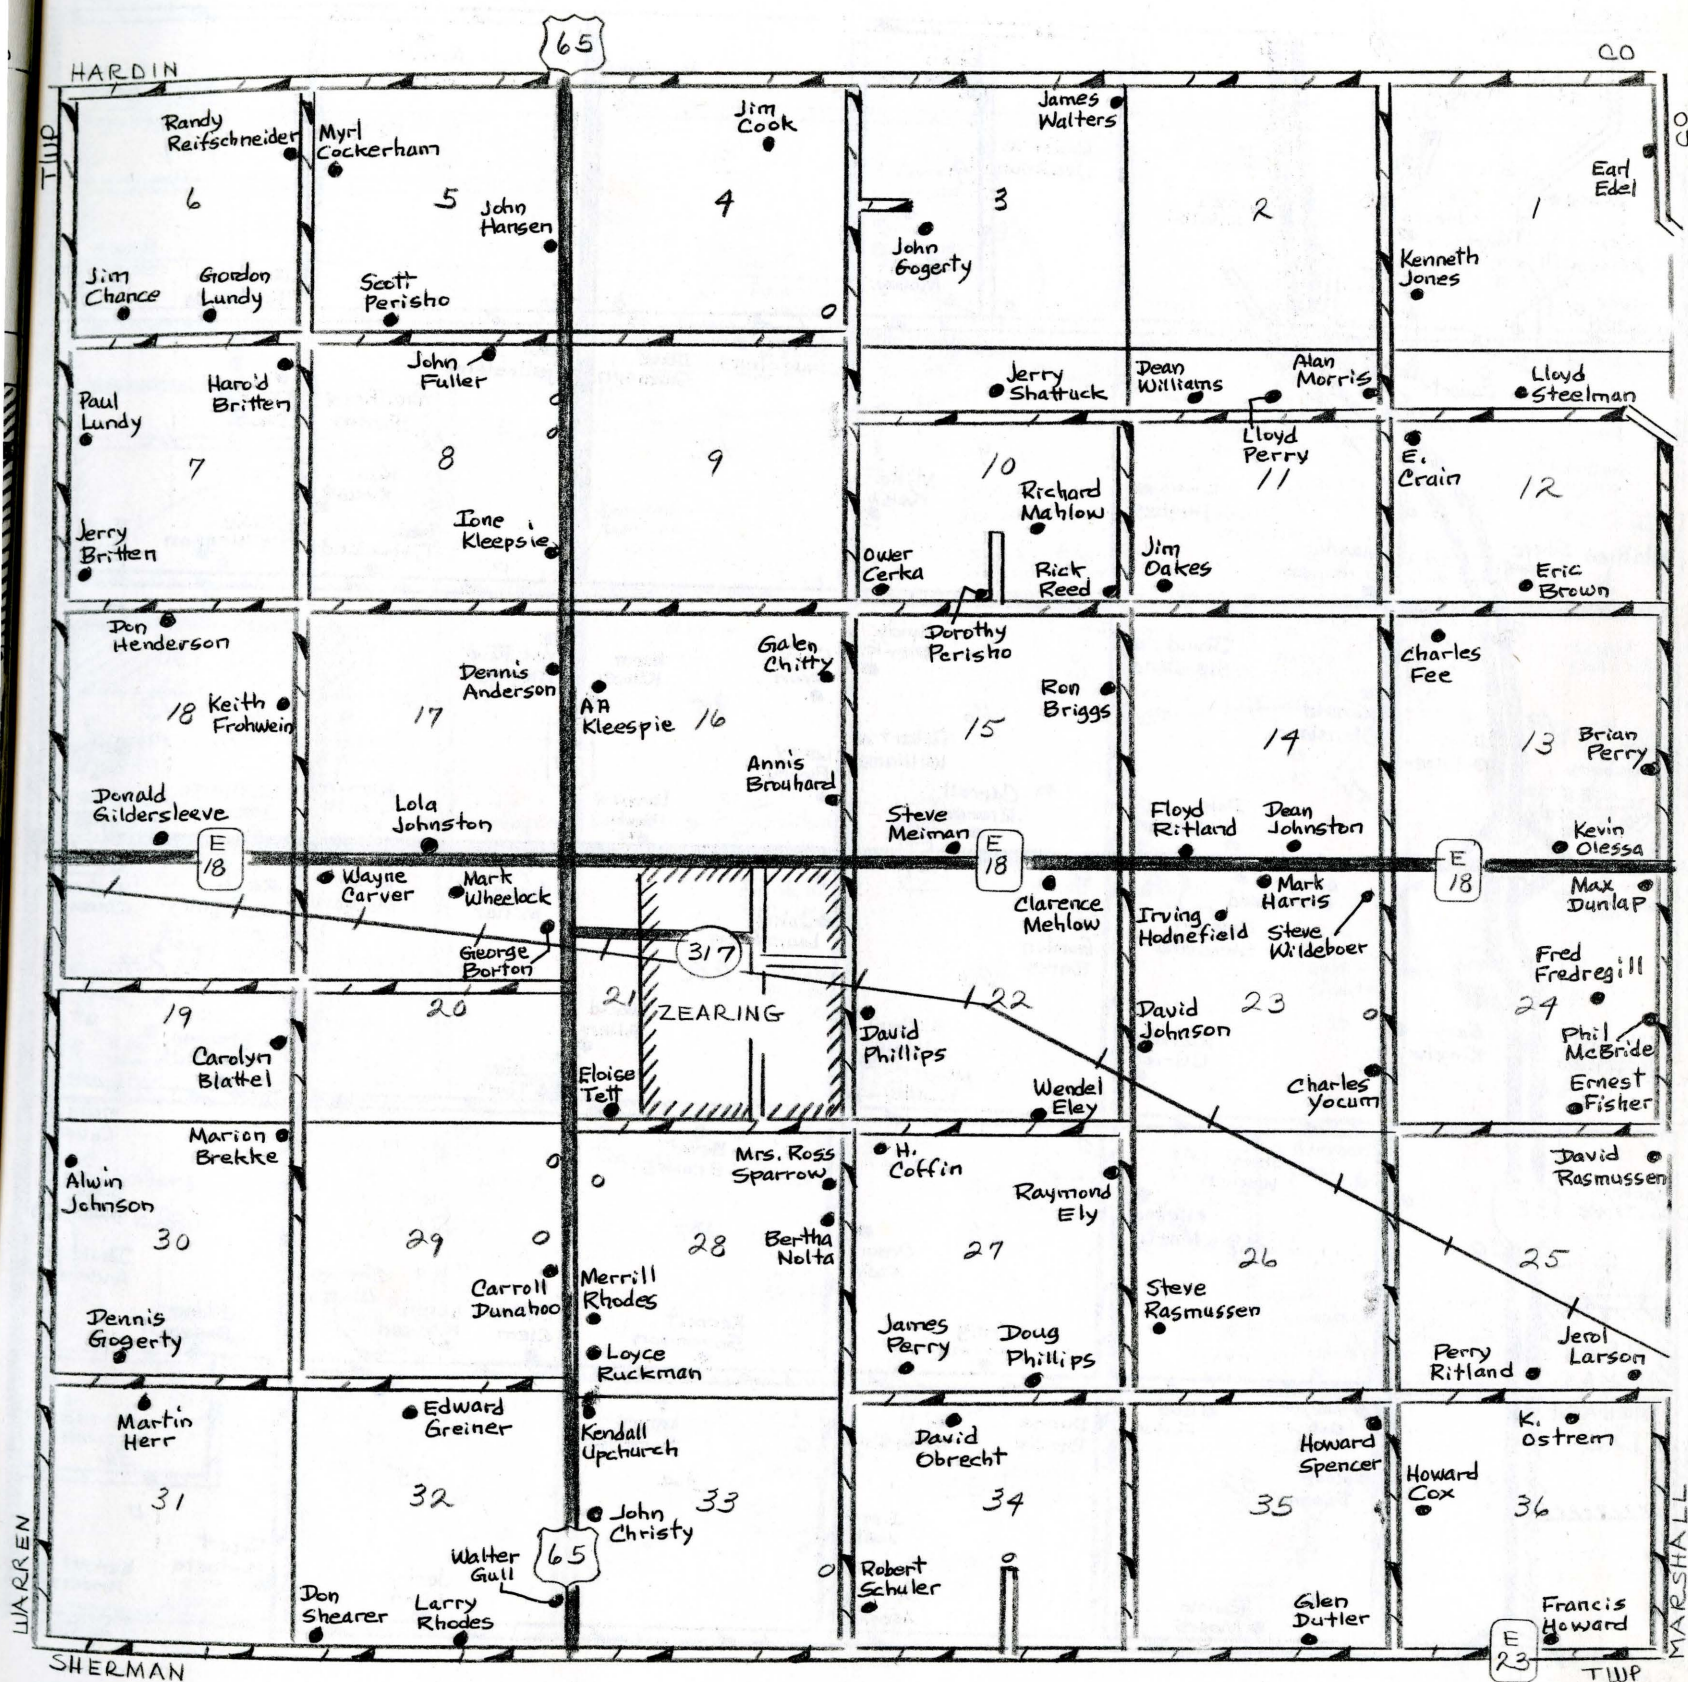 65
HARDIN
CO
TWP
CO
Randy
Reifschneider
Myrl
Cockerham
Jim
Cook
James
Walters
Earl
Edel
6
5
John
Hansen
4
3
2
1
John
Gogerty
Kenneth
Jones
Jim
Chance
Gordon
Lundy
Scott
Perisho
Harold
Britten
John
Fuller
Jerry
Shattuck
Dean
Williams
Alan
Morris
Lloyd
Steelman
Paul
Lundy
Lloyd
Perry
E.
Crain
7
8
9
10
11
12
Richard
Mahlow
Jerry
Britten
Ione
Kleepsie
Ower
Cerka
Rick
Reed
Jim
Oakes
Eric
Brown
Don
Henderson
Dorothy
Perisho
Galen
Chitty
Charles
Fee
Dennis
Anderson
Ron
Briggs
18
Keith
Frohwein
17
AA
Kleespie
16
15
14
13
Brian
Perry
Annis
Brouhard
Donald
Gildersleeve
Lola
Johnston
Steve
Meiman
Floyd
Ritland
Dean
Johnston
Kevin
Olessa
E
18
E
18
E
18
Wayne
Carver
Mark
Wheelock
Clarence
Mehlow
Mark
Harris
Max
Dunlap
Irving
Hodnefield
Steve
Wildeboer
George
Borton
317
Fred
Fredregill
19
20
21
ZEARING
22
23
24
David
Phillips
David
Johnson
Phil
McBride
Carolyn
Blattel
Eloise
Tett
Wendel
Eley
Charles
Yocum
Ernest
Fisher
Marion
Brekke
Mrs. Ross
Sparrow
H.
Coffin
David
Rasmussen
Alwin
Johnson
Raymond
Ely
30
29
28
Bertha
Nolta
27
26
25
Carroll
Dunahoo
Merrill
Rhodes
Steve
Rasmussen
Dennis
Gogerty
James
Perry
Doug
Phillips
Loyce
Ruckman
Perry
Ritland
Jerol
Larson
Martin
Herr
Edward
Greiner
Kendall
Upchurch
David
Obrecht
Howard
Spencer
K.
Ostrem
31
32
33
34
35
Howard
Cox
36
John
Christy
65
Walter
Gull
Robert
Schuler
Don
Shearer
Larry
Rhodes
Glen
Dutler
Francis
Howard
WARREN
MARSHALL
SHERMAN
E
23
TWP